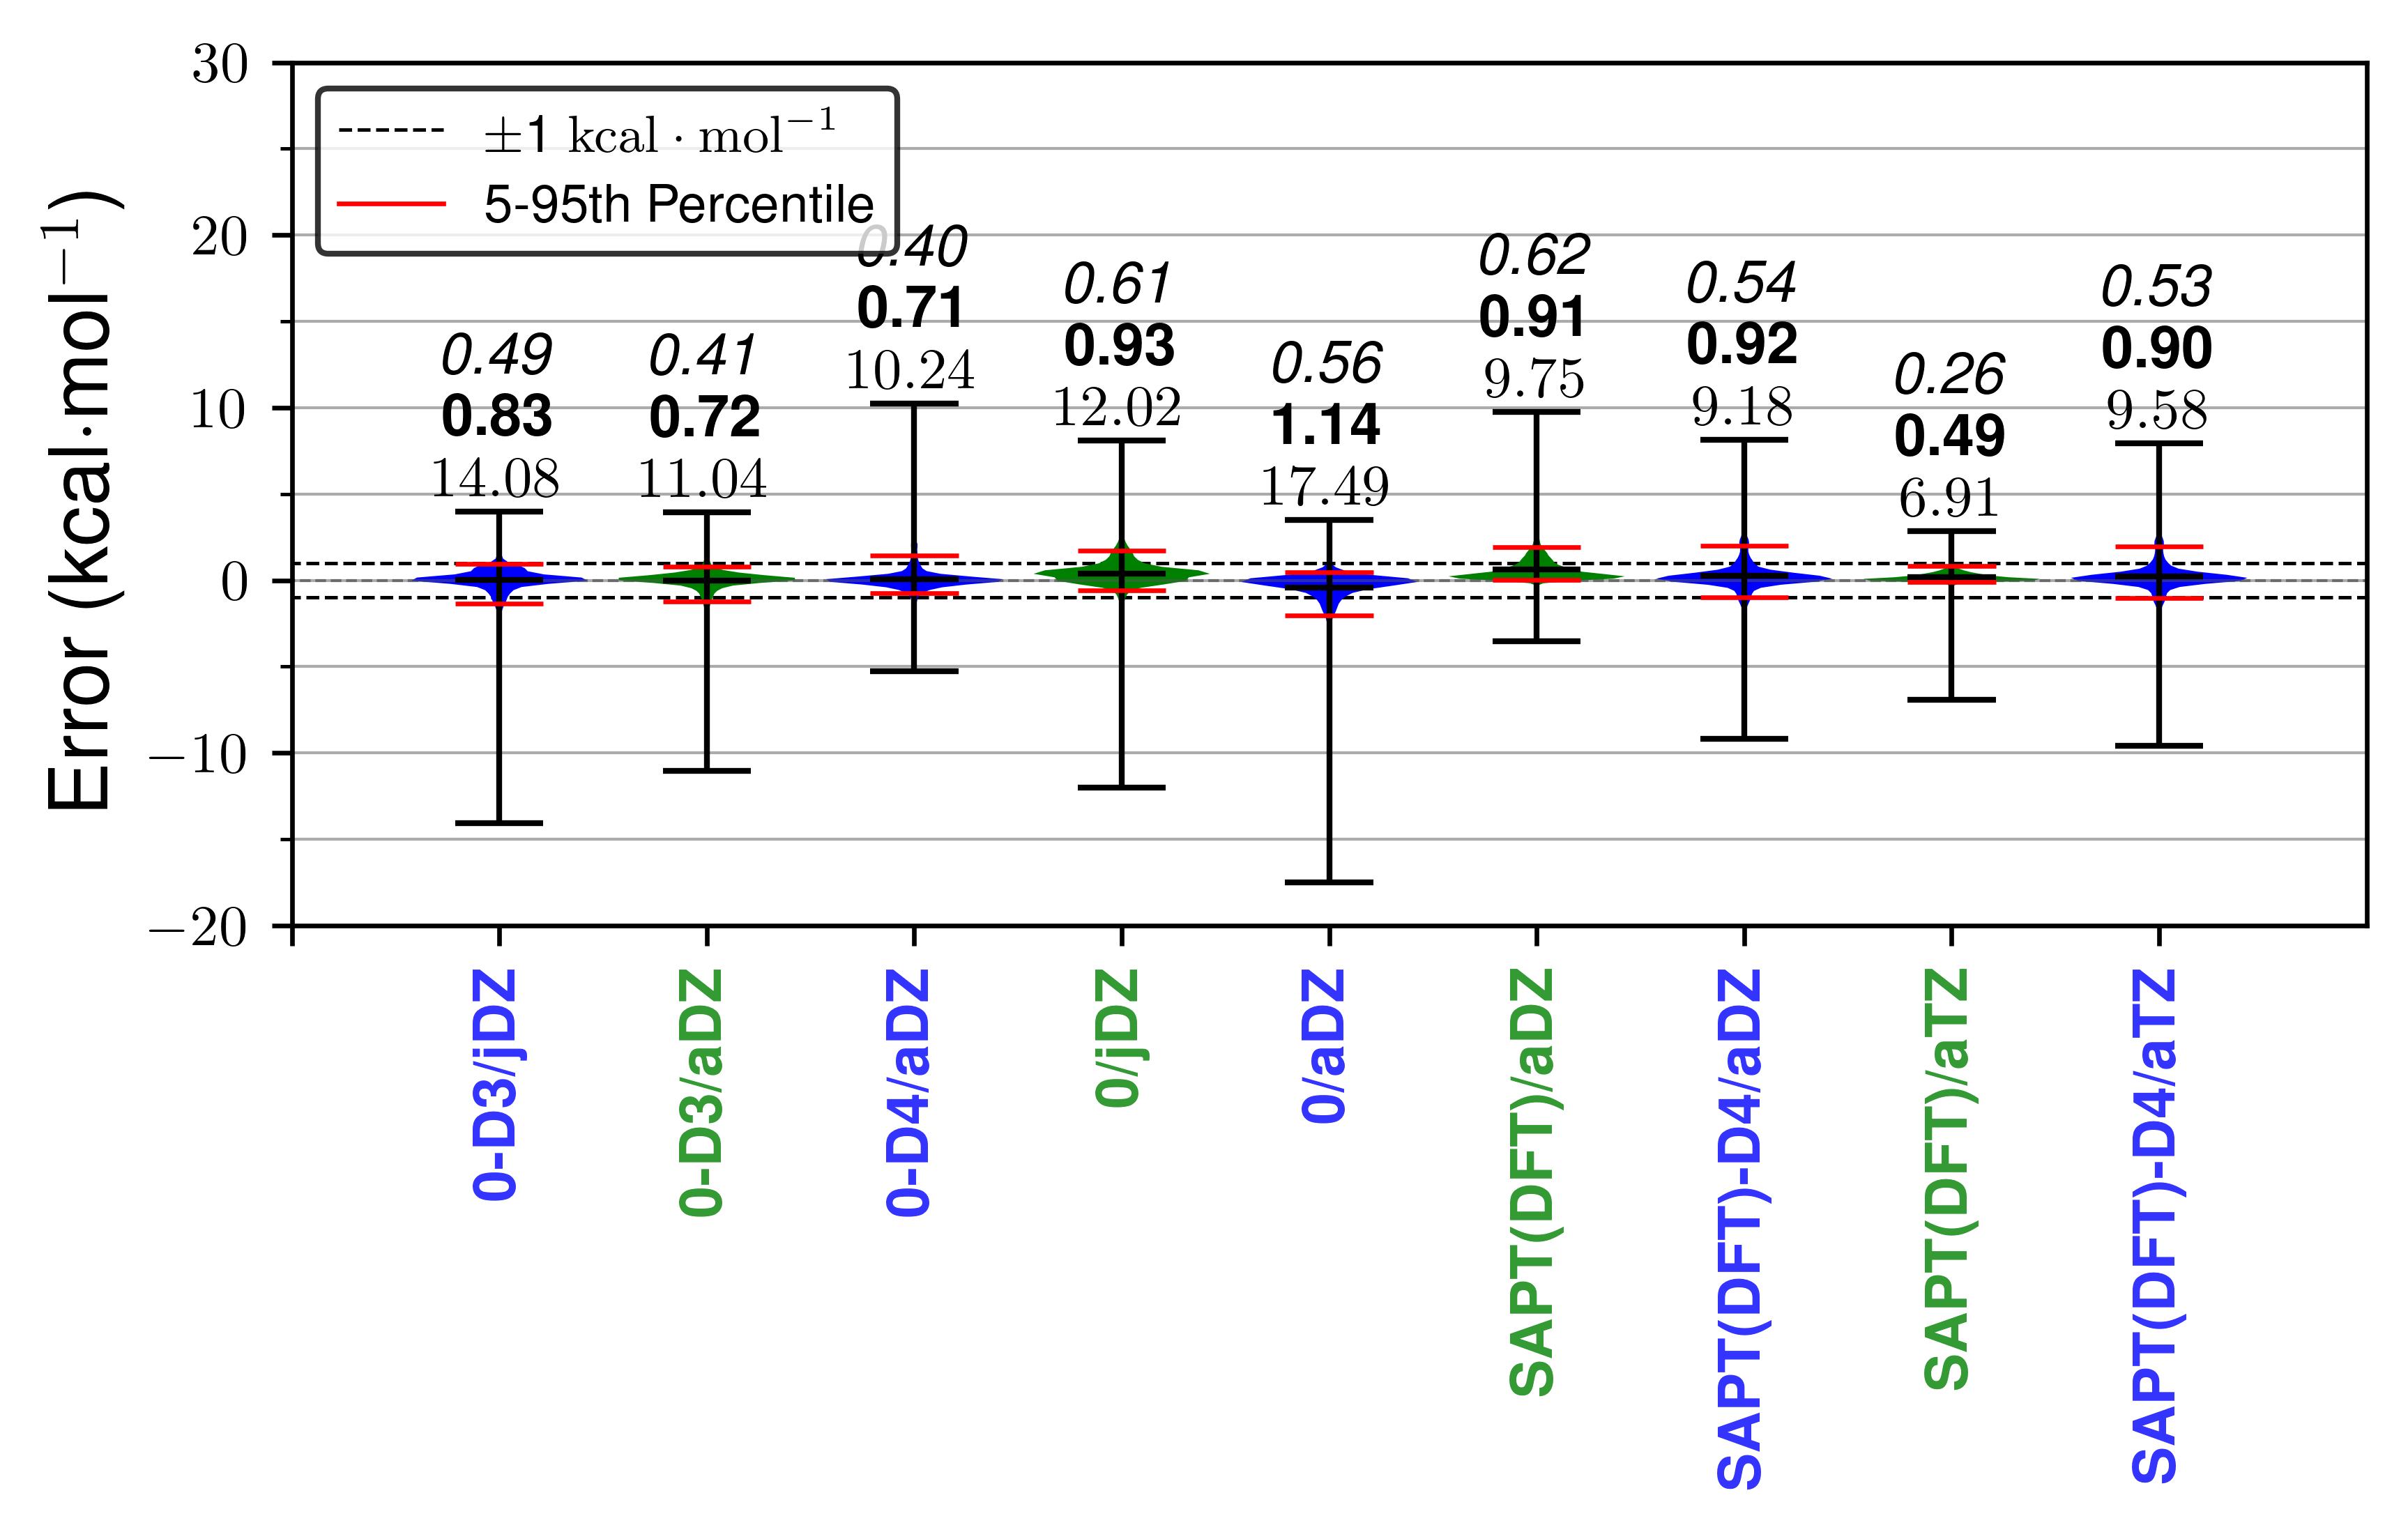 Error (kcal·mol⁻¹)
30
20
10
0
−10
−20
±1 kcal · mol⁻¹
5-95th Percentile
0.49
0.83
14.08
0.41
0.72
11.04
0.40
0.71
10.24
0.61
0.93
12.02
0.56
1.14
17.49
0.62
0.91
9.75
0.54
0.92
9.18
0.26
0.49
6.91
0.53
0.90
9.58
0-D3/jDZ
0-D3/aDZ
0-D4/aDZ
0/jDZ
0/aDZ
SAPT(DFT)/aDZ
SAPT(DFT)-D4/aDZ
SAPT(DFT)/aTZ
SAPT(DFT)-D4/aTZ